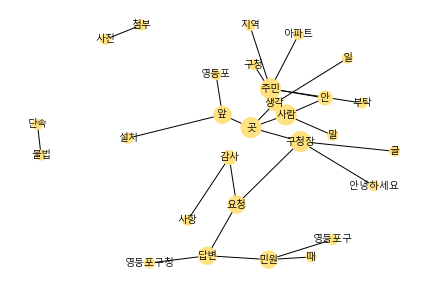 첨부
지역
사진
아파트
일
구청
영등포
주민
안
생각
부탁
앞
사람
단속
곳
설치
말
구청장
불법
감사
글
안녕하세요
요청
사항
영등포구
답변
때
민원
영등포구청